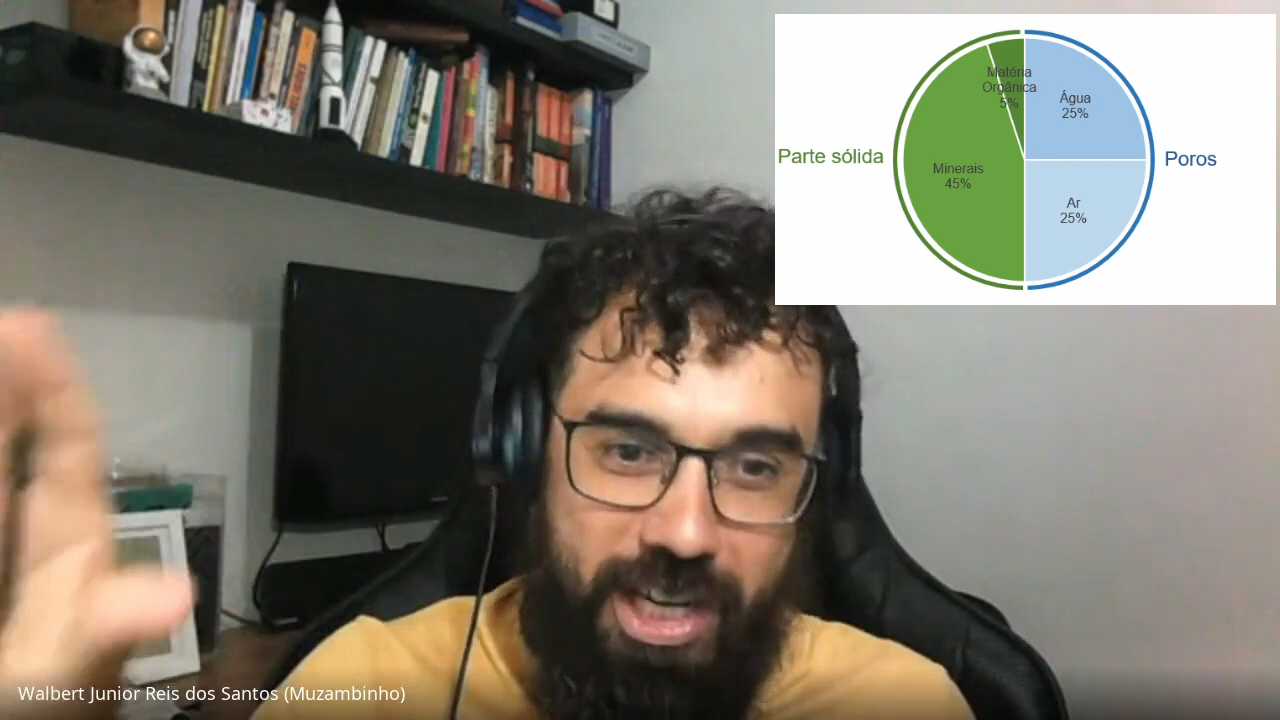 Matéria
Orgânica
5%
Água
25%
Parte sólida
Poros
Minerais
45%
Ar
25%
Walbert Junior Reis dos Santos (Muzambinho)